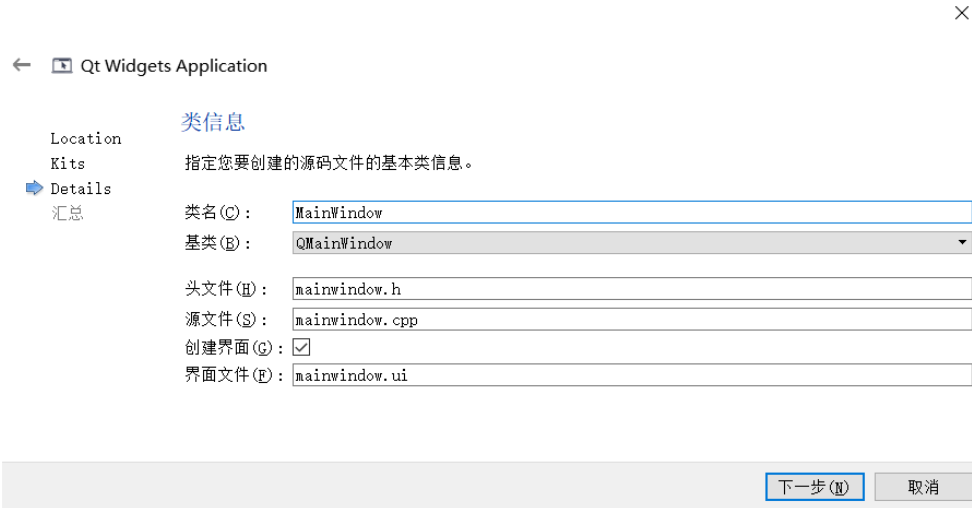 Qt Widgets Application
Location
Kits
Details
汇总
类信息
指定您要创建的源码文件的基本类信息。
类名(C)： MainWindow
基类(B)： QMainWindow
头文件(H)： mainwindow.h
源文件(S)： mainwindow.cpp
创建界面(G)：
界面文件(F)： mainwindow.ui
下一步(N) 取消